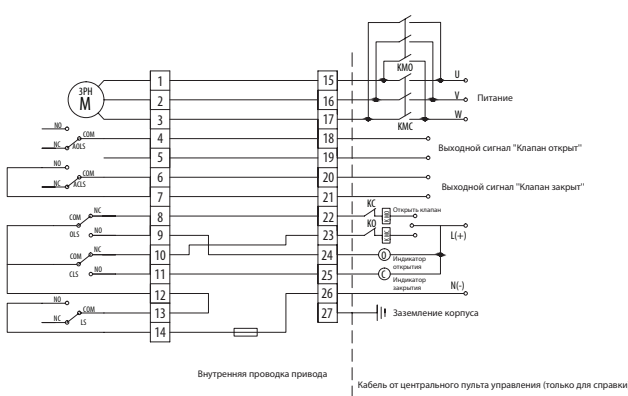 KMO
U
V
Питание
W
KMC
3PH
M
1
15
2
16
3
17
NO
COM
NC
AOLS
4
18
Выходной сигнал "Клапан открыт"
5
19
NO
COM
NC
ACLS
6
20
Выходной сигнал "Клапан закрыт"
7
21
COM
NC
OLS
NO
8
22
KC
KMO
Открыть клапан
9
23
KO
KMC
L(+)
COM
NC
CLS
NO
10
24
O
Индикатор
открытия
11
25
C
Индикатор
закрытия
12
26
N(-)
NO
COM
NC
LS
13
27
Заземление корпуса
14
Внутренняя проводка привода
Кабель от центрального пульта управления (только для справки